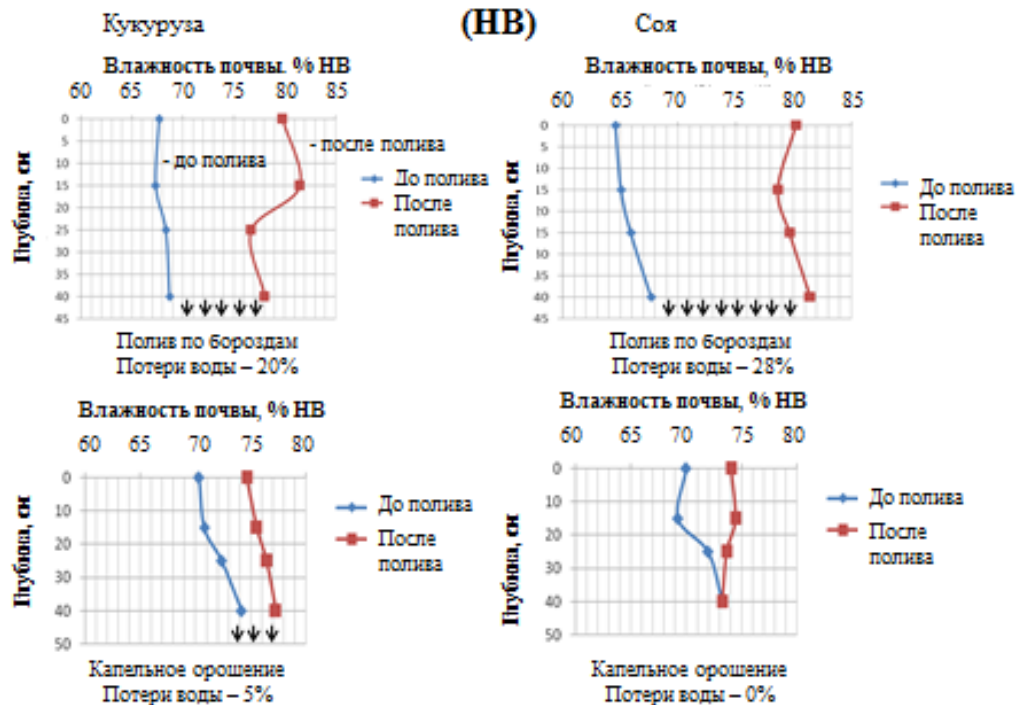 Кукуруза
(НВ)
Соя
Влажность почвы. % НВ
60 65 70 75 80 85
0
5
10
15
20
25
30
35
40
45
Глубина, см
- до полива
- после полива
До полива
После
полива
Полив по бороздам
Потери воды – 20%
Влажность почвы, % НВ
60 65 70 75 80 85
0
5
10
15
15
25
30
35
40
45
Глубина, см
До полива
После
полива
Полив по бороздам
Потери воды – 28%
Влажность почвы, % НВ
60 65 70 75 80
0
10
20
30
40
50
Глубина, см
До полива
После
полива
Капельное орошение
Потери воды – 5%
Влажность почвы, % НВ
60 65 70 75 80
0
10
20
30
40
50
Глубина, см
До полива
После
полива
Капельное орошение
Потери воды – 0%